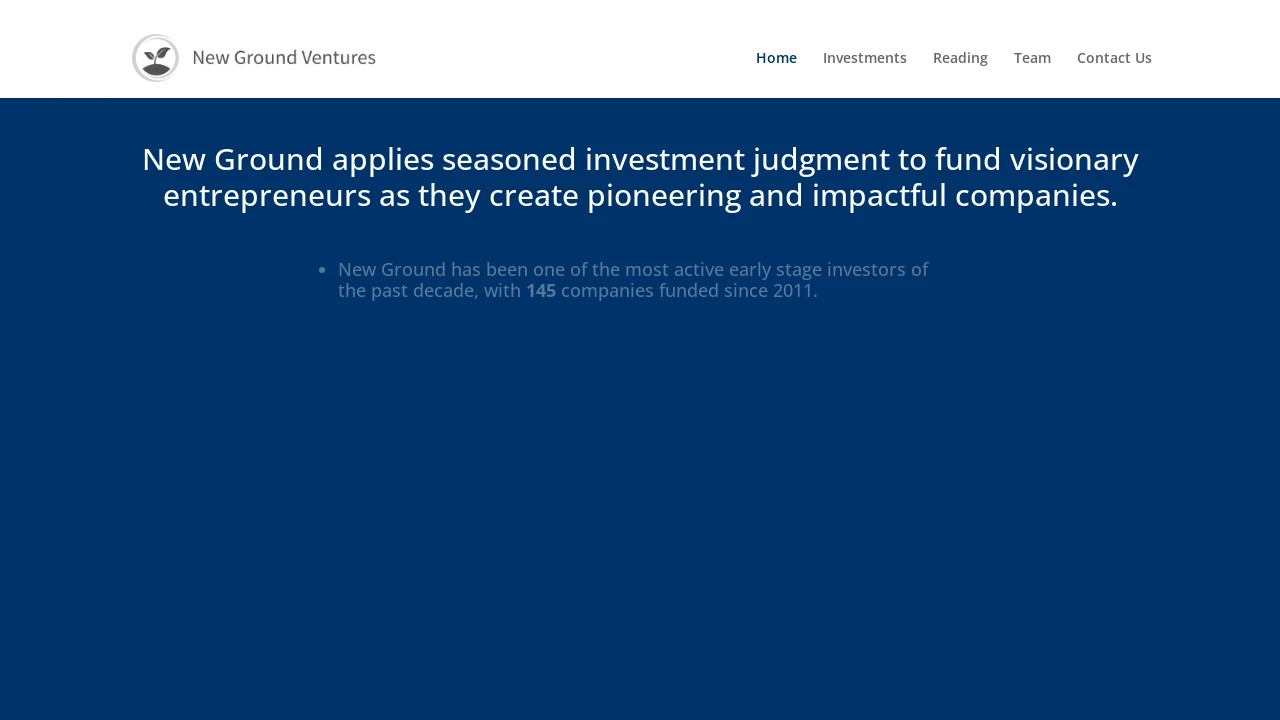 New Ground Ventures
Home
Investments
Reading
Team
Contact Us
New Ground applies seasoned investment judgment to fund visionary
entrepreneurs as they create pioneering and impactful companies.
• New Ground has been one of the most active early stage investors of
the past decade, with 145 companies funded since 2011.